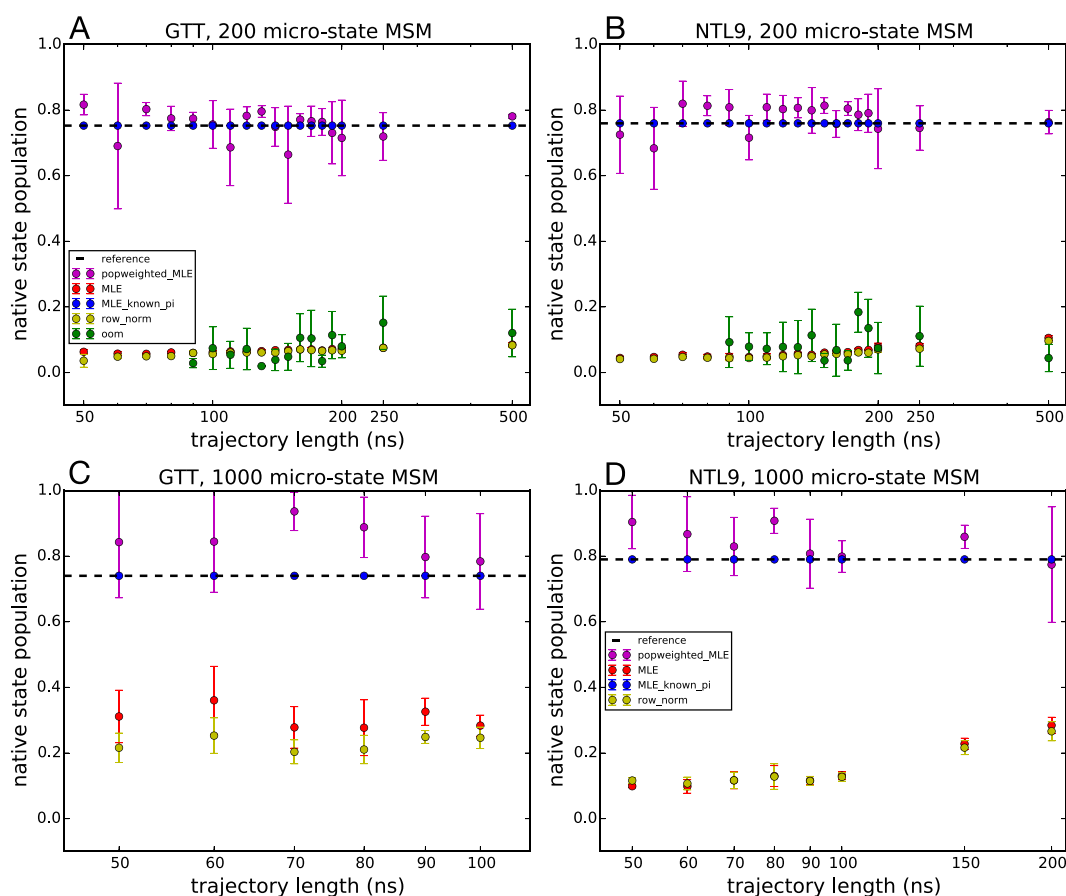 A
GTT, 200 micro-state MSM
native state population
1.0
0.8
0.6
0.4
0.2
0.0
reference
popweighted_MLE
MLE
MLE_known_pi
row_norm
oom
50
100
200
250
500
trajectory length (ns)
B
NTL9, 200 micro-state MSM
native state population
1.0
0.8
0.6
0.4
0.2
0.0
50
100
200
250
500
trajectory length (ns)
C
GTT, 1000 micro-state MSM
native state population
1.0
0.8
0.6
0.4
0.2
0.0
50
60
70
80
90
100
trajectory length (ns)
D
NTL9, 1000 micro-state MSM
native state population
1.0
0.8
0.6
0.4
0.2
0.0
reference
popweighted_MLE
MLE
MLE_known_pi
row_norm
50
60
70
80
90
100
150
200
trajectory length (ns)